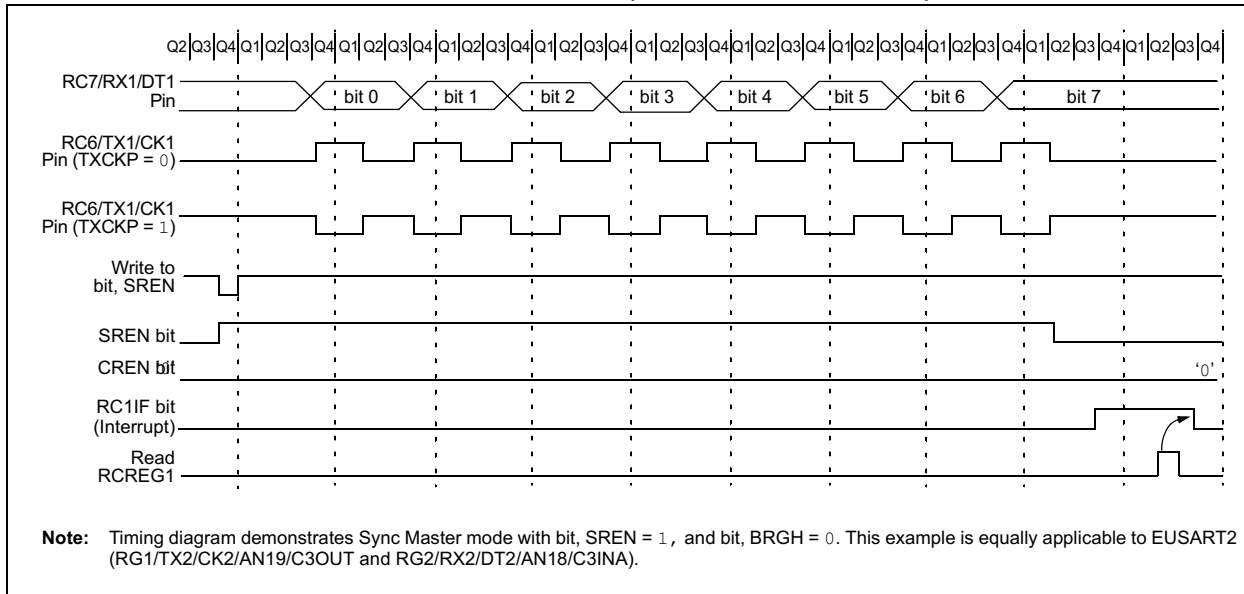 Q2 Q3 Q4 Q1 Q2 Q3 Q4 Q1 Q2 Q3 Q4 Q1 Q2 Q3 Q4 Q1 Q2 Q3 Q4 Q1 Q2 Q3 Q4 Q1 Q2 Q3 Q4 Q1 Q2 Q3 Q4 Q1 Q2 Q3 Q4 Q1 Q2 Q3 Q4 Q1 Q2 Q3 Q4
RC7/RX1/DT1
Pin
bit 0 bit 1 bit 2 bit 3 bit 4 bit 5 bit 6 bit 7
RC6/TX1/CK1
Pin (TXCKP = 0)
RC6/TX1/CK1
Pin (TXCKP = 1)
Write to
bit, SREN
SREN bit
CREN bit
‘0’
RC1IF bit
(Interrupt)
Read
RCREG1
Note: Timing diagram demonstrates Sync Master mode with bit, SREN = 1, and bit, BRGH = 0. This example is equally applicable to EUSART2
(RG1/TX2/CK2/AN19/C3OUT and RG2/RX2/DT2/AN18/C3INA).